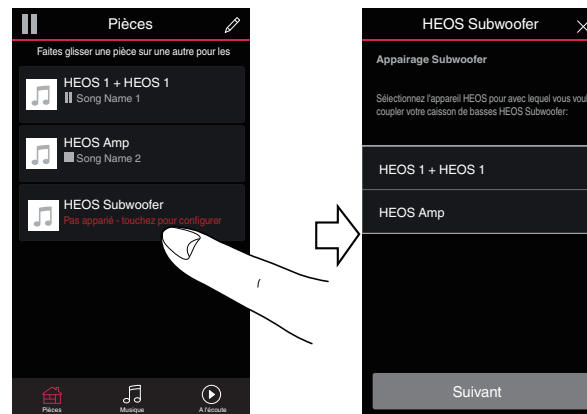 Pièces
Faites glisser une pièce sur une autre pour les
HEOS 1 + HEOS 1
Song Name 1
HEOS Amp
Song Name 2
HEOS Subwoofer
Pas apparié - touchez pour configurer
Pièces
Musique
A l'écoute
HEOS Subwoofer
Appairage Subwoofer
Sélectionnez l'appareil HEOS pour avec lequel vous
coupler votre caisson de basses HEOS Subwoofer:
HEOS 1 + HEOS 1
HEOS Amp
Suivant